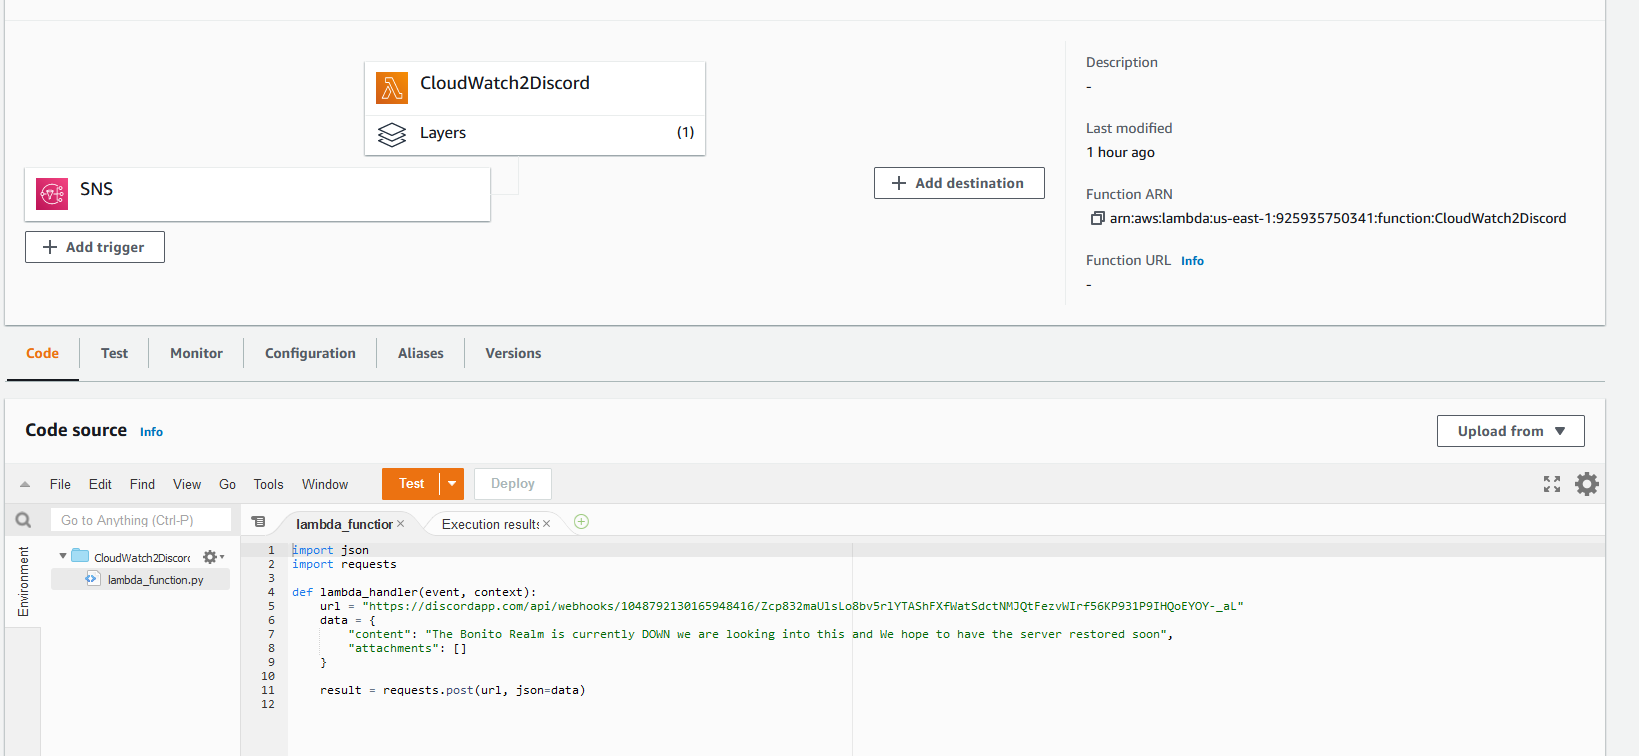 CloudWatch2Discord
Layers
(1)
SNS
Add trigger
Add destination
Description
-
Last modified
1 hour ago
Function ARN
arn:aws:lambda:us-east-1:925935750341:function:CloudWatch2Discord
Function URL Info
-
Code Test Monitor Configuration Aliases Versions
Code source Info
Upload from
File Edit Find View Go Tools Window Test Deploy
Go to Anything (Ctrl-P)
lambda_function Execution results
Environment
CloudWatch2Discord
lambda_function.py
1 import json
2 import requests
3
4 def lambda_handler(event, context):
5 url = "https://discordapp.com/api/webhooks/1048792130165948416/Zcp832maUlsLo8bv5rlYTAShFXfWatSdctNMJQtFezvWIrf56KP931P9IHQoEYOY-_aL"
6 data = {
7 "content": "The Bonito Realm is currently DOWN we are looking into this and We hope to have the server restored soon",
8 "attachments": []
9 }
10
11 result = requests.post(url, json=data)
12